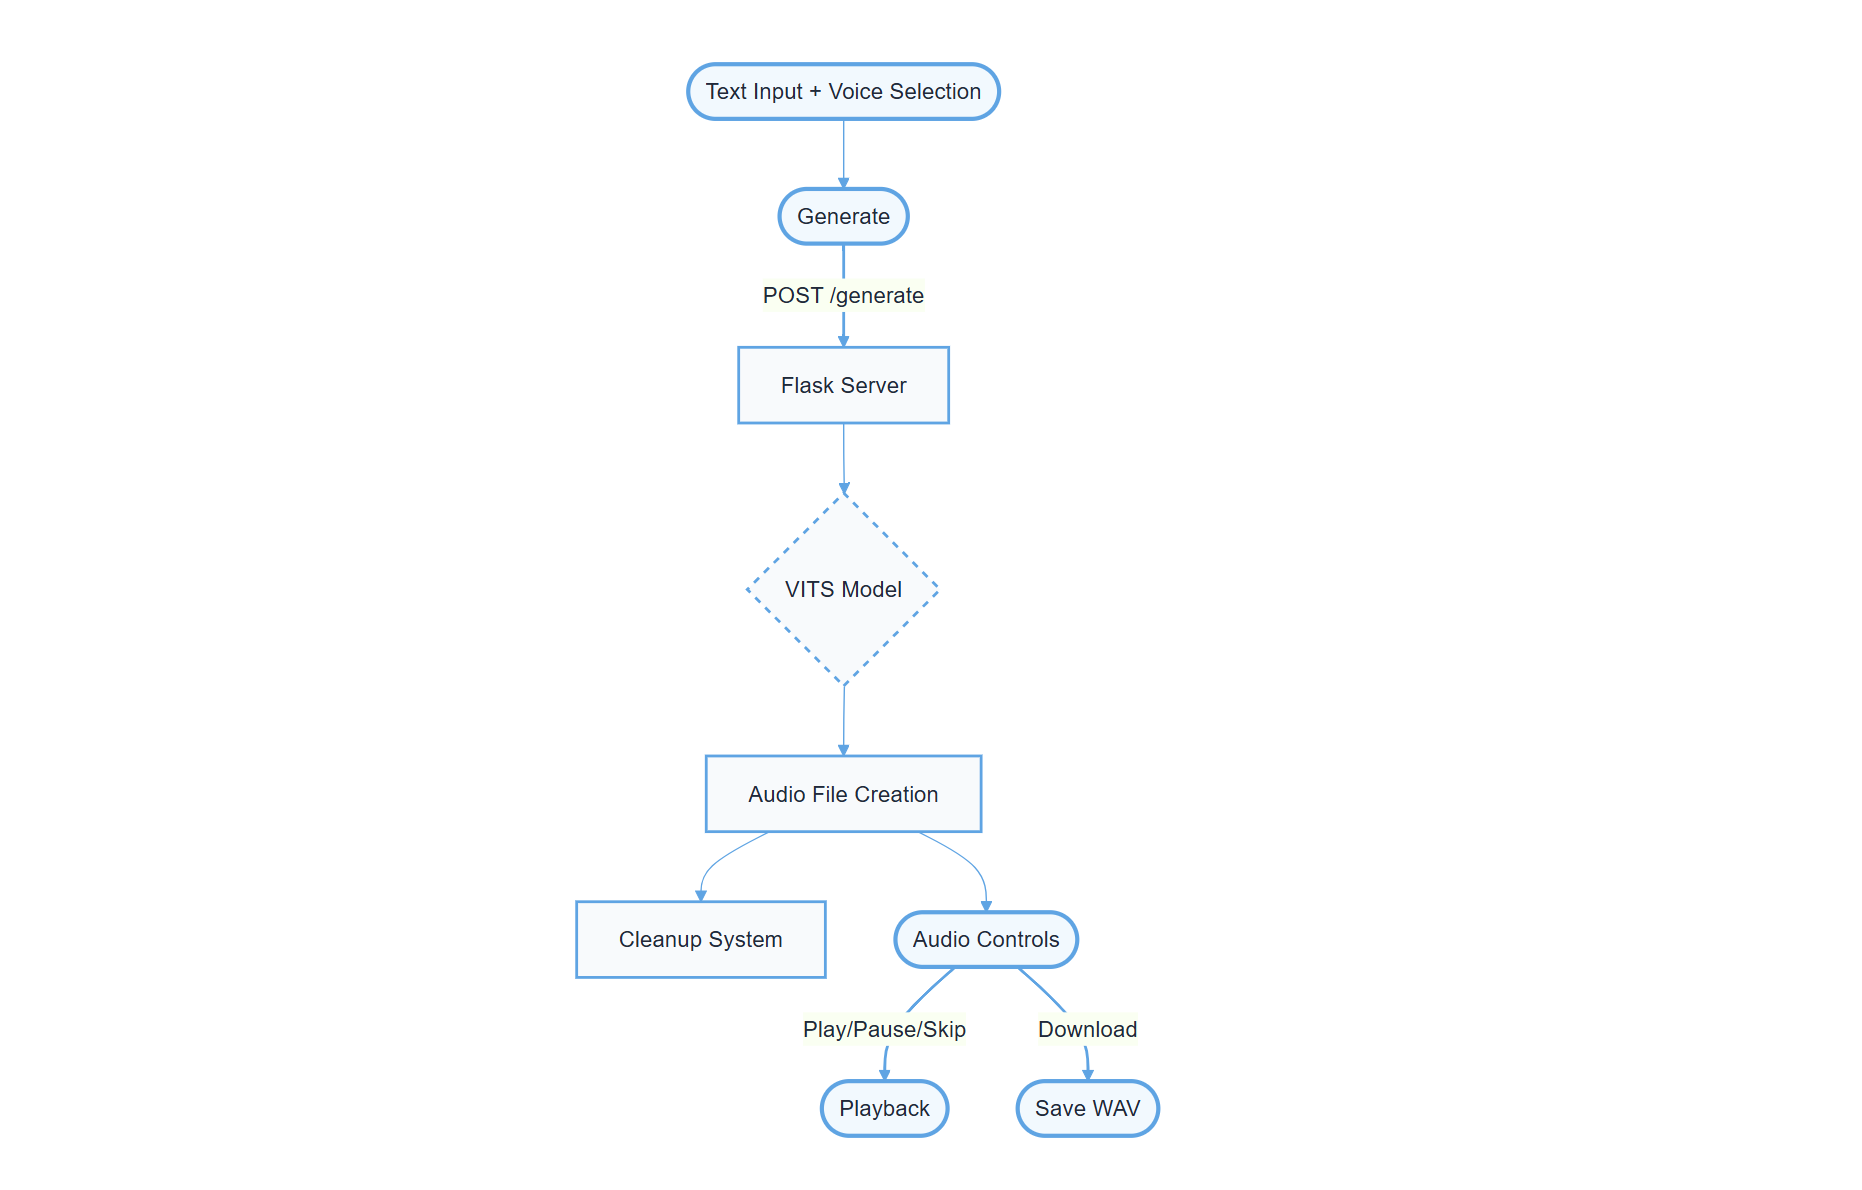 Text Input + Voice Selection
Generate
POST /generate
Flask Server
VITS Model
Audio File Creation
Cleanup System
Audio Controls
Play/Pause/Skip
Download
Playback
Save WAV